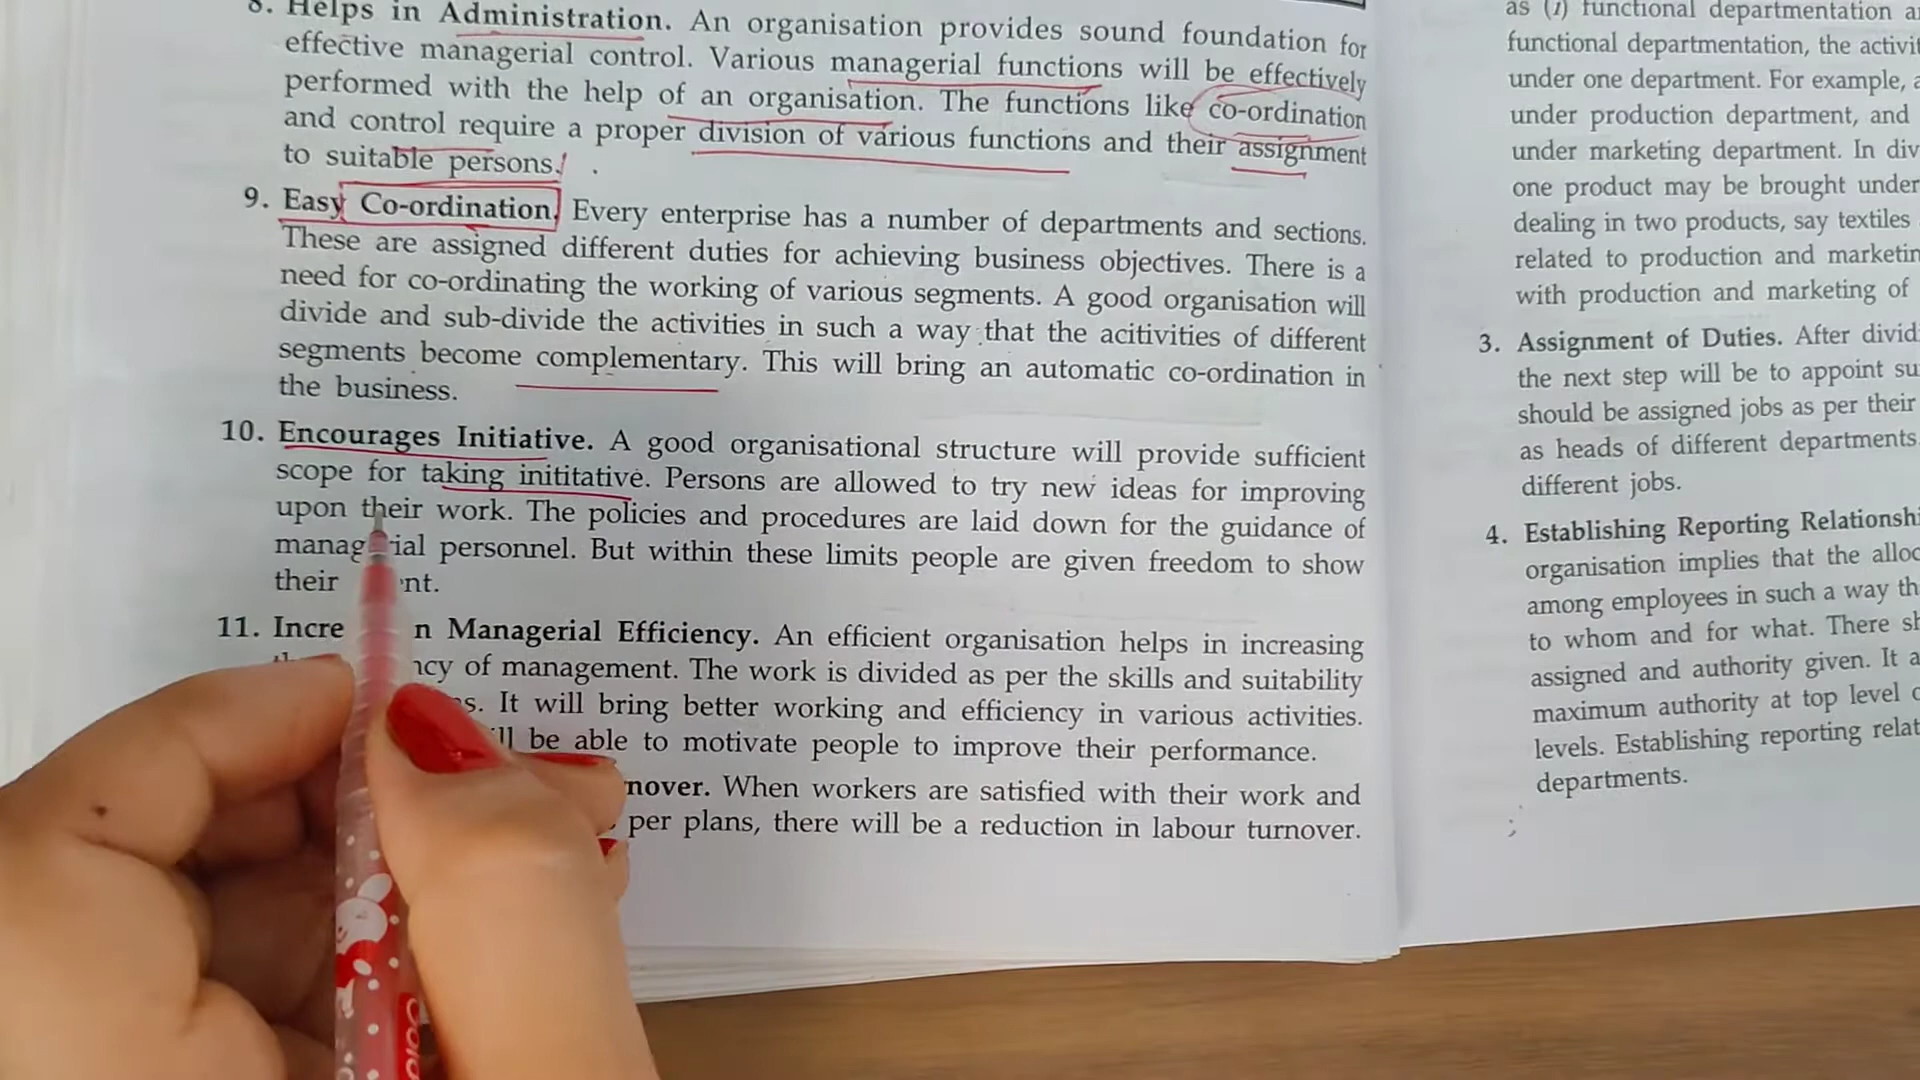 8. Helps in Administration. An organisation provides sound foundation for
effective managerial control. Various managerial functions will be effectively
performed with the help of an organisation. The functions like co-ordination
and control require a proper division of various functions and their assignment
to suitable persons.
9. Easy Co-ordination. Every enterprise has a number of departments and sections.
These are assigned different duties for achieving business objectives. There is a
need for co-ordinating the working of various segments. A good organisation will
divide and sub-divide the activities in such a way that the acitivities of different
segments become complementary. This will bring an automatic co-ordination in
the business.
10. Encourages Initiative. A good organisational structure will provide sufficient
scope for taking inititative. Persons are allowed to try new ideas for improving
upon their work. The policies and procedures are laid down for the guidance of
managerial personnel. But within these limits people are given freedom to show
their
11. Incre n Managerial Efficiency. An efficient organisation helps in increasing
ncy of management. The work is divided as per the skills and suitability
s. It will bring better working and efficiency in various activities.
ll be able to motivate people to improve their performance.
nover. When workers are satisfied with their work and
per plans, there will be a reduction in labour turnover.
as (i) functional departmentation
functional departmentation, the activi
under one department. For example,
under production department, and
under marketing department. In div
one product may be brought under
dealing in two products, say textiles
related to production and marketin
with production and marketing of
3. Assignment of Duties. After divid
the next step will be to appoint su
should be assigned jobs as per their
as heads of different departments.
different jobs.
4. Establishing Reporting Relationshi
organisation implies that the alloc
among employees in such a way th
to whom and for what. There sh
assigned and authority given. It a
maximum authority at top level
levels. Establishing reporting relat
departments.